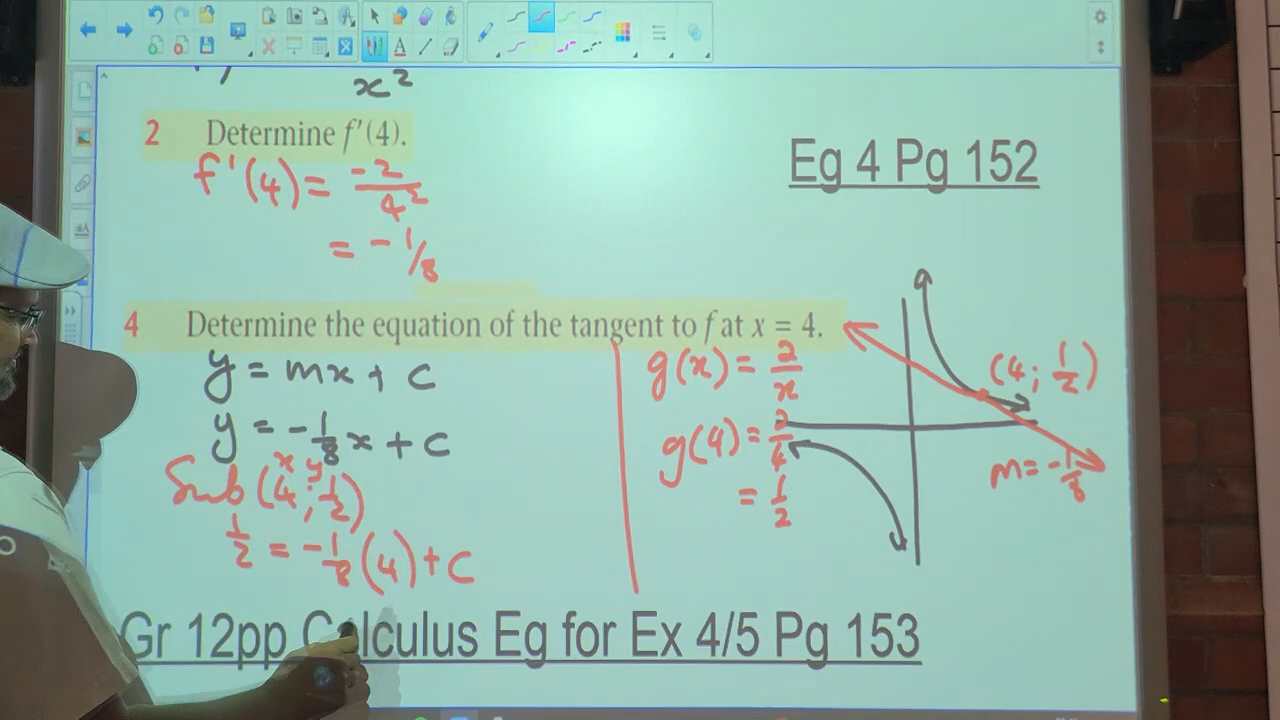 x²
2 Determine f'(4).
f'(4) = -2/4²
= -1/8
Eg 4 Pg 152
4 Determine the equation of the tangent to f at x = 4.
y = mx + c
y = -1/8 x + c
x y
Sub (4; 1/2)
1/2 = -1/8 (4) + c
g(x) = 2/x
g(4) = 2/4
= 1/2
(4; 1/2)
m = -1/8
Gr 12pp Calculus Eg for Ex 4/5 Pg 153